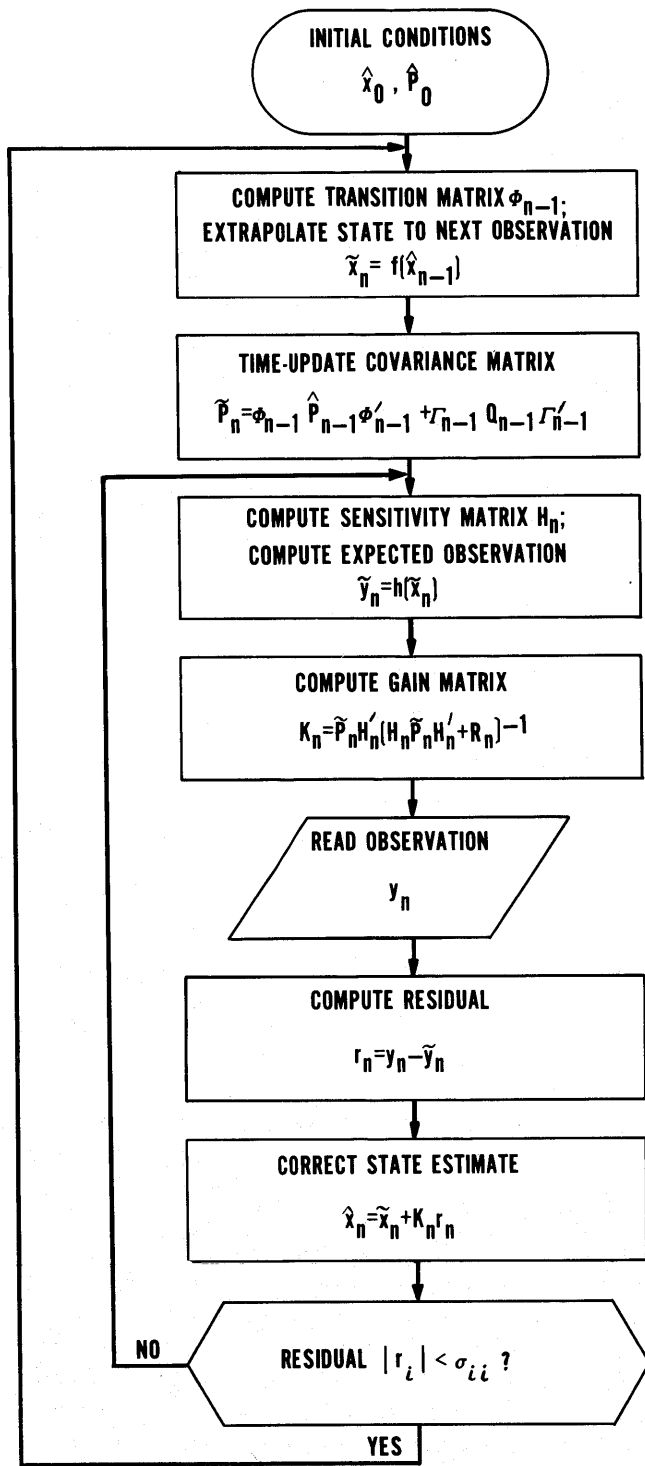 INITIAL CONDITIONS
x̂₀ , P̂₀
COMPUTE TRANSITION MATRIX Φₙ₋₁;
EXTRAPOLATE STATE TO NEXT OBSERVATION
x̃ₙ = f(x̂ₙ₋₁)
TIME-UPDATE COVARIANCE MATRIX
P̃ₙ=Φₙ₋₁ P̂ₙ₋₁Φ′ₙ₋₁ +Γₙ₋₁ Qₙ₋₁ Γ′ₙ₋₁
COMPUTE SENSITIVITY MATRIX Hₙ;
COMPUTE EXPECTED OBSERVATION
ỹₙ=h(x̃ₙ)
COMPUTE GAIN MATRIX
Kₙ=P̃ₙH′ₙ(HₙP̃ₙH′ₙ+Rₙ)⁻¹
READ OBSERVATION
yₙ
COMPUTE RESIDUAL
rₙ=yₙ−ỹₙ
CORRECT STATE ESTIMATE
x̂ₙ=x̃ₙ+Kₙrₙ
NO
RESIDUAL |rᵢ| < σᵢᵢ ?
YES